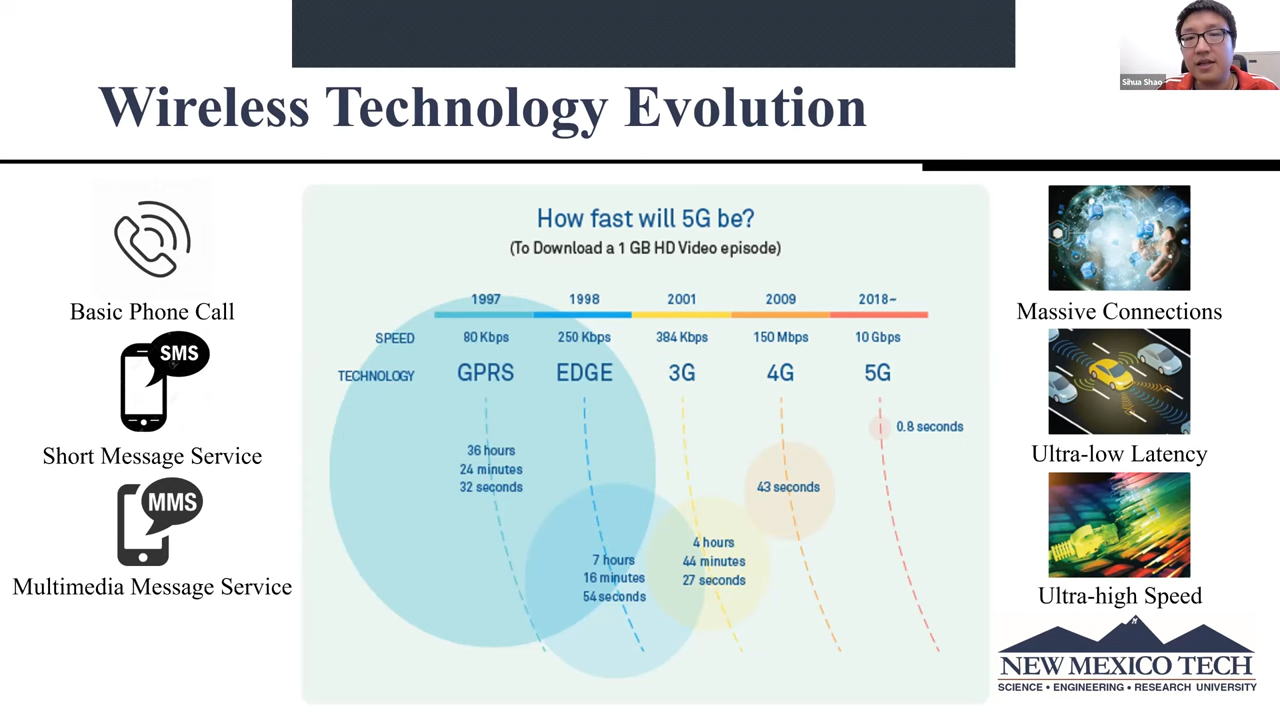 Sihua Shao
Wireless Technology Evolution
Basic Phone Call
SMS
Short Message Service
MMS
Multimedia Message Service
How fast will 5G be?
(To Download a 1 GB HD Video episode)
1997 1998 2001 2009 2018~
SPEED 80 Kbps 250 Kbps 384 Kbps 150 Mbps 10 Gbps
TECHNOLOGY GPRS EDGE 3G 4G 5G
36 hours
24 minutes
32 seconds
7 hours
16 minutes
54 seconds
4 hours
44 minutes
27 seconds
43 seconds
0.8 seconds
Massive Connections
Ultra-low Latency
Ultra-high Speed
NEW MEXICO TECH
SCIENCE • ENGINEERING • RESEARCH UNIVERSITY